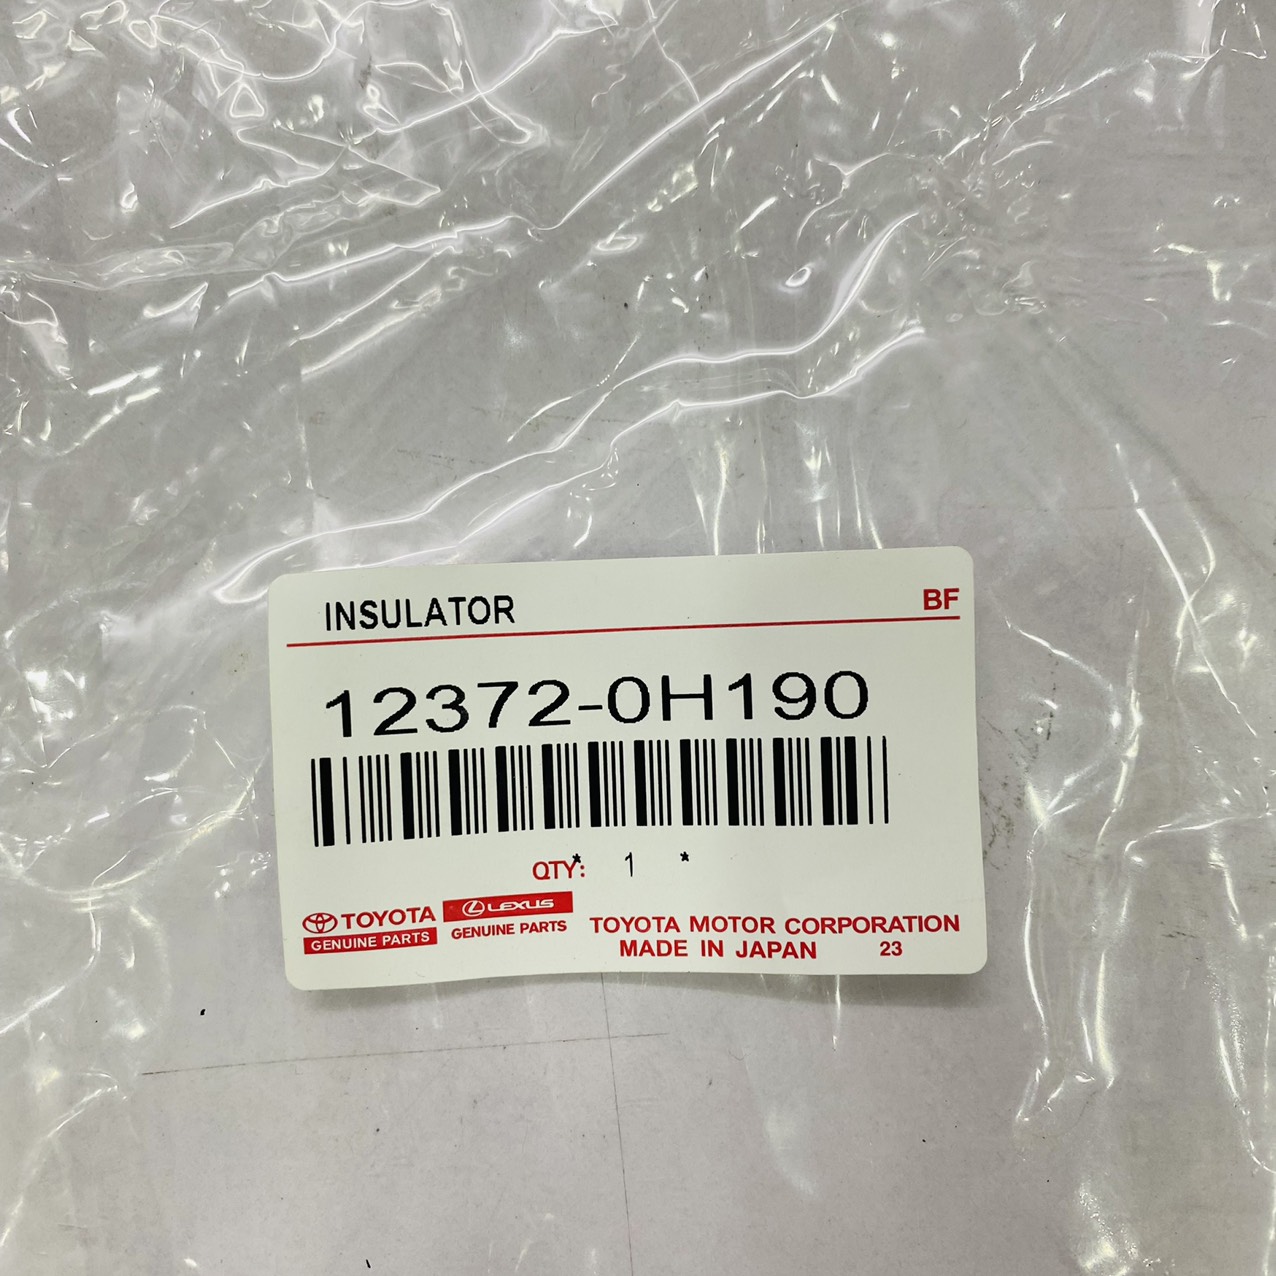 INSULATOR BF
12372-0H190
QTY: * 1 *
TOYOTA LEXUS
GENUINE PARTS GENUINE PARTS
TOYOTA MOTOR CORPORATION
MADE IN JAPAN 23